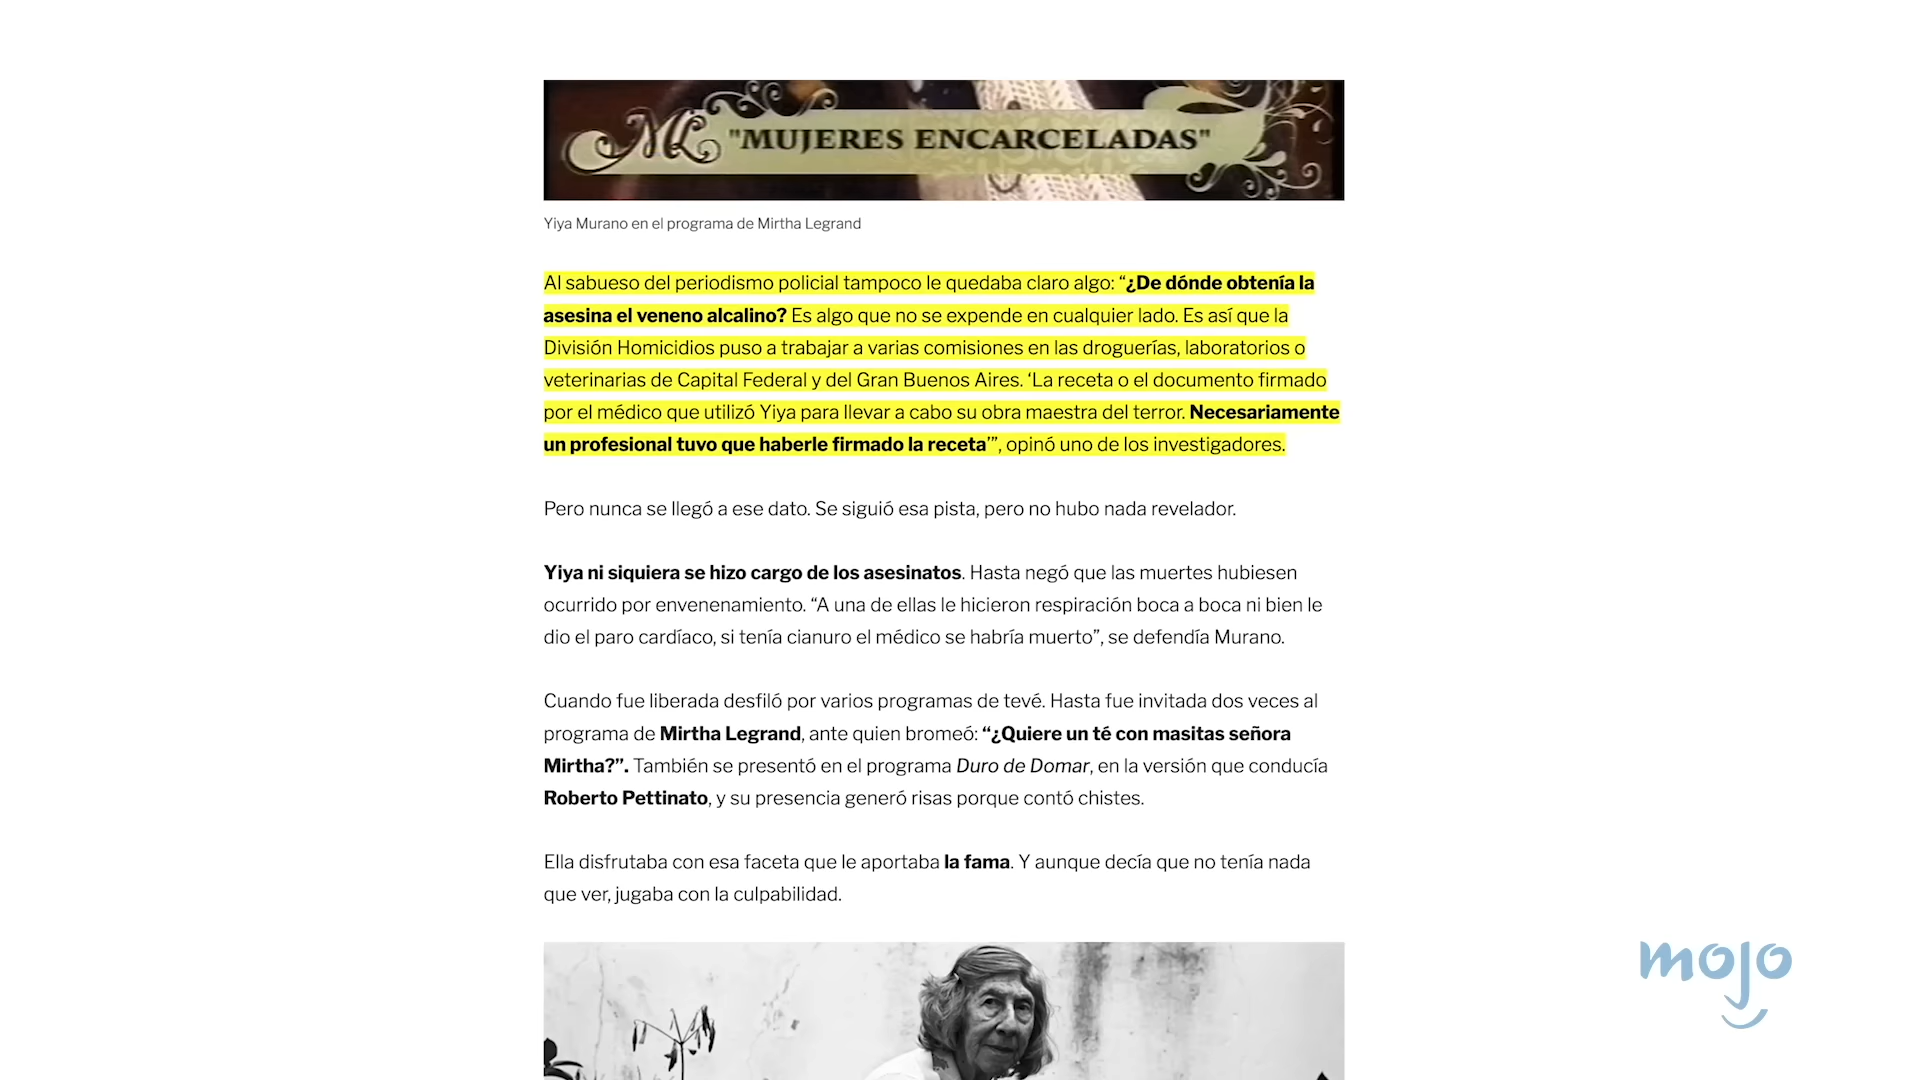 ML "MUJERES ENCARCELADAS"
Yiya Murano en el programa de Mirtha Legrand
Al sabueso del periodismo policial tampoco le quedaba claro algo: “¿De dónde obtenía la
asesina el veneno alcalino? Es algo que no se expende en cualquier lado. Es así que la
División Homicidios puso a trabajar a varias comisiones en las droguerías, laboratorios o
veterinarias de Capital Federal y del Gran Buenos Aires. ‘La receta o el documento firmado
por el médico que utilizó Yiya para llevar a cabo su obra maestra del terror. Necesariamente
un profesional tuvo que haberle firmado la receta’”, opinó uno de los investigadores.
Pero nunca se llegó a ese dato. Se siguió esa pista, pero no hubo nada revelador.
Yiya ni siquiera se hizo cargo de los asesinatos. Hasta negó que las muertes hubiesen
ocurrido por envenenamiento. “A una de ellas le hicieron respiración boca a boca ni bien le
dio el paro cardíaco, si tenía cianuro el médico se habría muerto”, se defendía Murano.
Cuando fue liberada desfiló por varios programas de tevé. Hasta fue invitada dos veces al
programa de Mirtha Legrand, ante quien bromeó: “¿Quiere un té con masitas señora
Mirtha?”. También se presentó en el programa Duro de Domar, en la versión que conducía
Roberto Pettinato, y su presencia generó risas porque contó chistes.
Ella disfrutaba con esa faceta que le aportaba la fama. Y aunque decía que no tenía nada
que ver, jugaba con la culpabilidad.
mojo